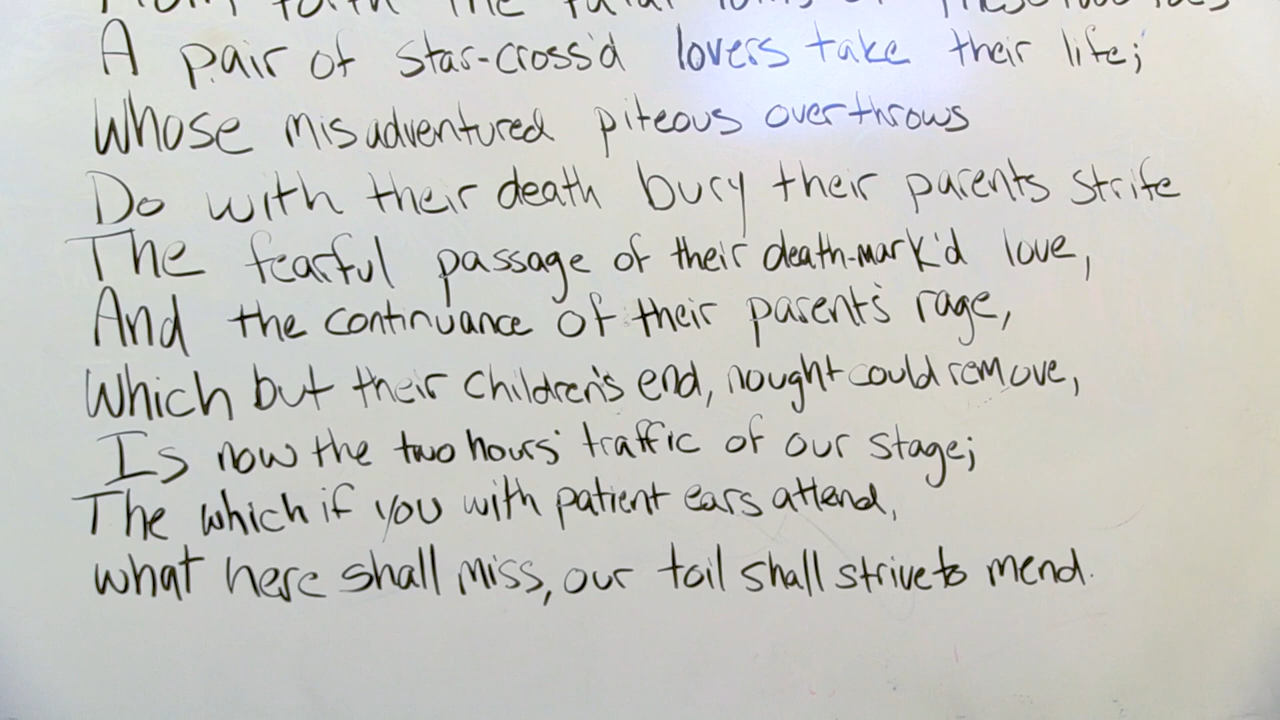 A pair of star-cross'd lovers take their life;
Whose misadventured piteous overthrows
Do with their death bury their parents strife
The fearful passage of their death-mark'd love,
And the continuance of their parent's rage,
Which but their children's end, nought could remove,
Is now the two hours' traffic of our stage;
The which if you with patient ears attend,
what here shall miss, our toil shall strive to mend.